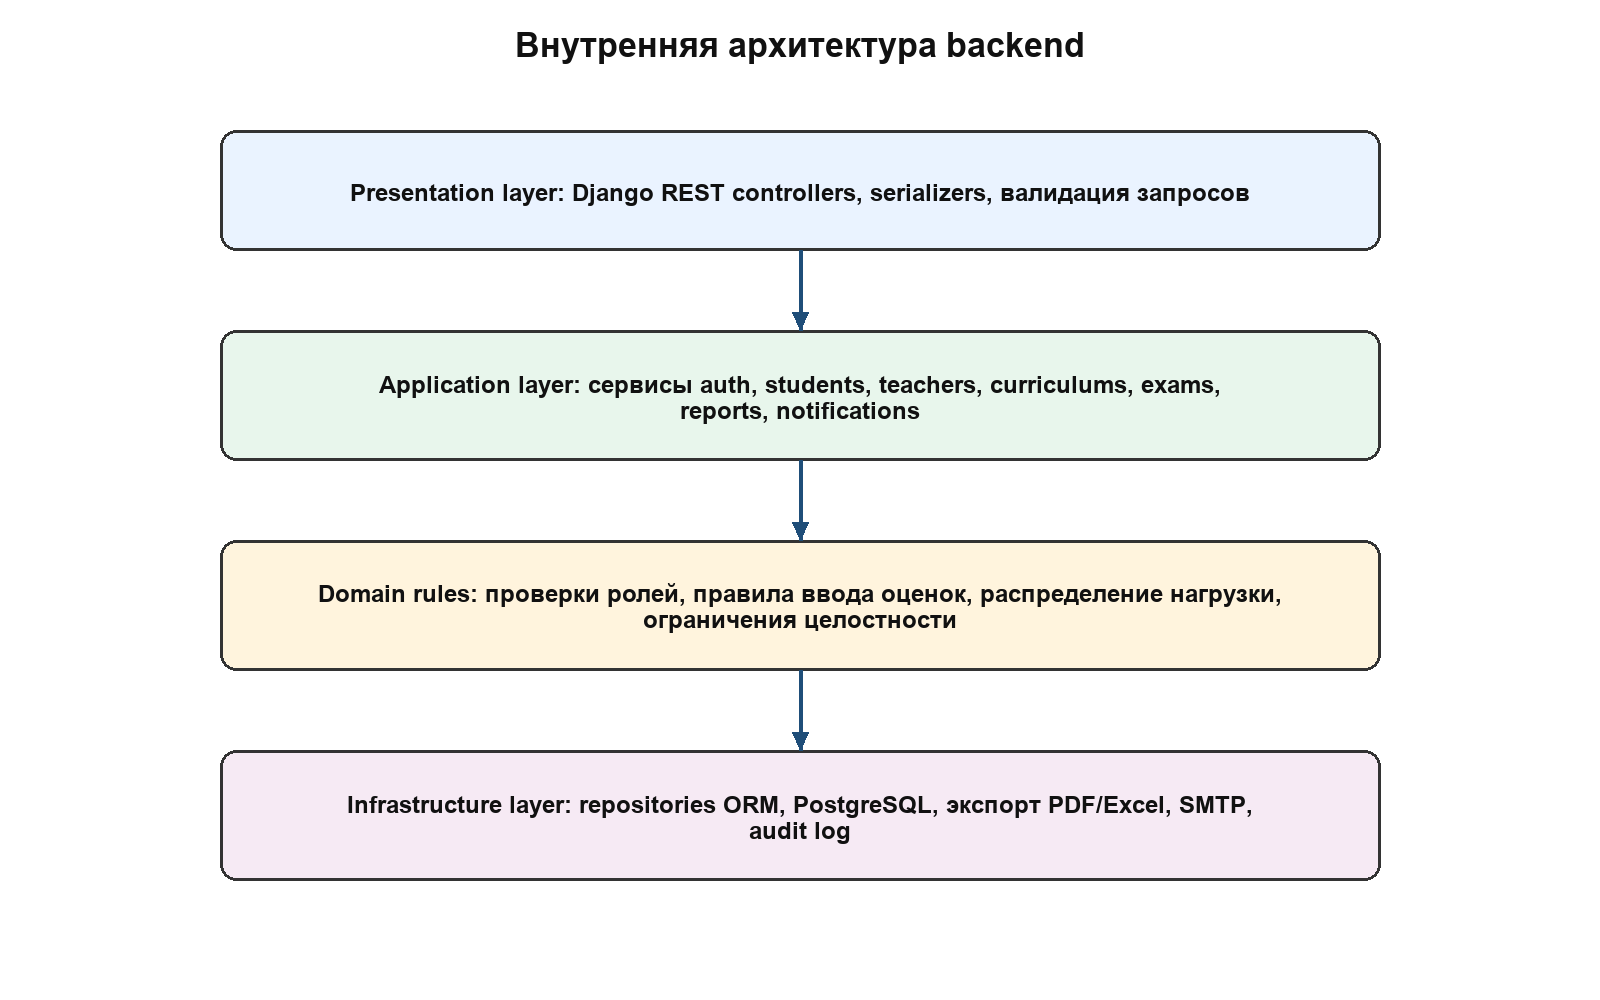 Внутренняя архитектура backend
Presentation layer: Django REST controllers, serializers, валидация запросов
Application layer: сервисы auth, students, teachers, curriculums, exams,
reports, notifications
Domain rules: проверки ролей, правила ввода оценок, распределение нагрузки,
ограничения целостности
Infrastructure layer: repositories ORM, PostgreSQL, экспорт PDF/Excel, SMTP,
audit log